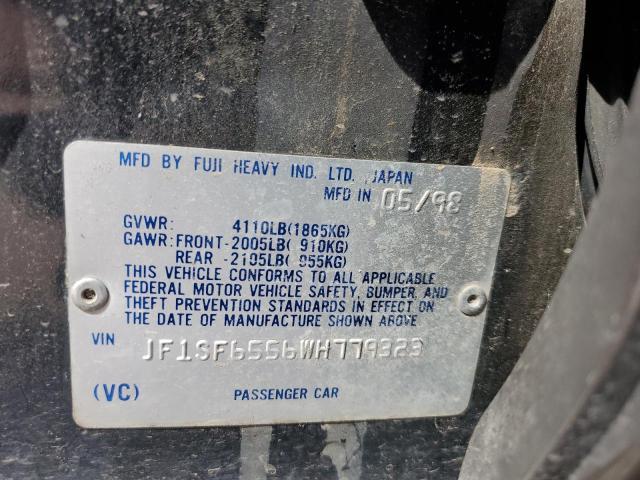 MFD BY FUJI HEAVY IND. LTD. JAPAN
MFD IN 05/98
GVWR: 4110LB(1865KG)
GAWR:FRONT-2005LB( 910KG)
REAR -2105LB( 955KG)
THIS VEHICLE CONFORMS TO ALL APPLICABLE
FEDERAL MOTOR VEHICLE SAFETY, BUMPER, AND
THEFT PREVENTION STANDARDS IN EFFECT ON
THE DATE OF MANUFACTURE SHOWN ABOVE
VIN JF1SF6556WH779323
(VC) PASSENGER CAR